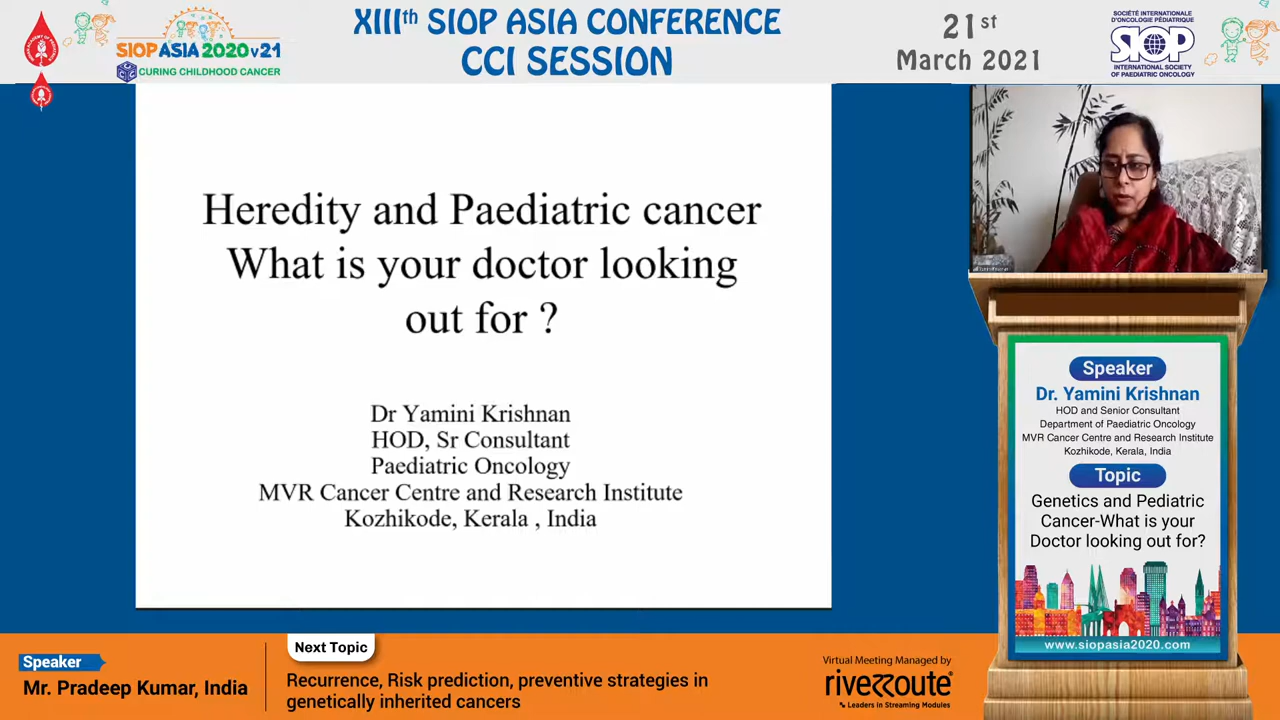 SIOP ASIA 2020 v21
CURING CHILDHOOD CANCER
XIIIth SIOP ASIA CONFERENCE
CCI SESSION
21st
March 2021
SOCIÉTÉ INTERNATIONALE
D'ONCOLOGIE PÉDIATRIQUE
SIOP
INTERNATIONAL SOCIETY
OF PAEDIATRIC ONCOLOGY
Heredity and Paediatric cancer
What is your doctor looking
out for ?
Dr Yamini Krishnan
HOD, Sr Consultant
Paediatric Oncology
MVR Cancer Centre and Research Institute
Kozhikode, Kerala , India
Speaker
Dr. Yamini Krishnan
HOD and Senior Consultant
Department of Paediatric Oncology
MVR Cancer Centre and Research Institute
Kozhikode, Kerala, India
Topic
Genetics and Pediatric
Cancer-What is your
Doctor looking out for?
www.siopasia2020.com
Speaker
Mr. Pradeep Kumar, India
Next Topic
Recurrence, Risk prediction, preventive strategies in
genetically inherited cancers
Virtual Meeting Managed by
riveRoute
Leaders in Streaming Modules